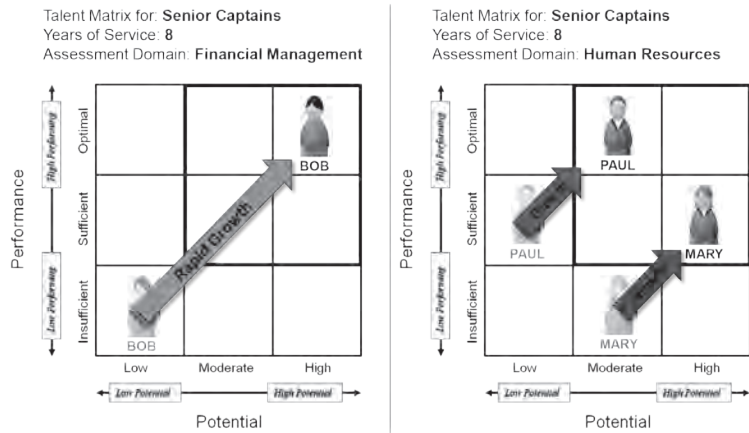 Talent Matrix for: Senior Captains
Years of Service: 8
Assessment Domain: Financial Management
Performance
High Performing
Low Performing
Optimal
Sufficient
Insufficient
BOB
Rapid Growth
BOB
Low
Moderate
High
Low Potential
High Potential
Potential
Talent Matrix for: Senior Captains
Years of Service: 8
Assessment Domain: Human Resources
Performance
High Performing
Low Performing
Optimal
Sufficient
Insufficient
PAUL
Growth
PAUL
MARY
MARY
Low
Moderate
High
Low Potential
High Potential
Potential